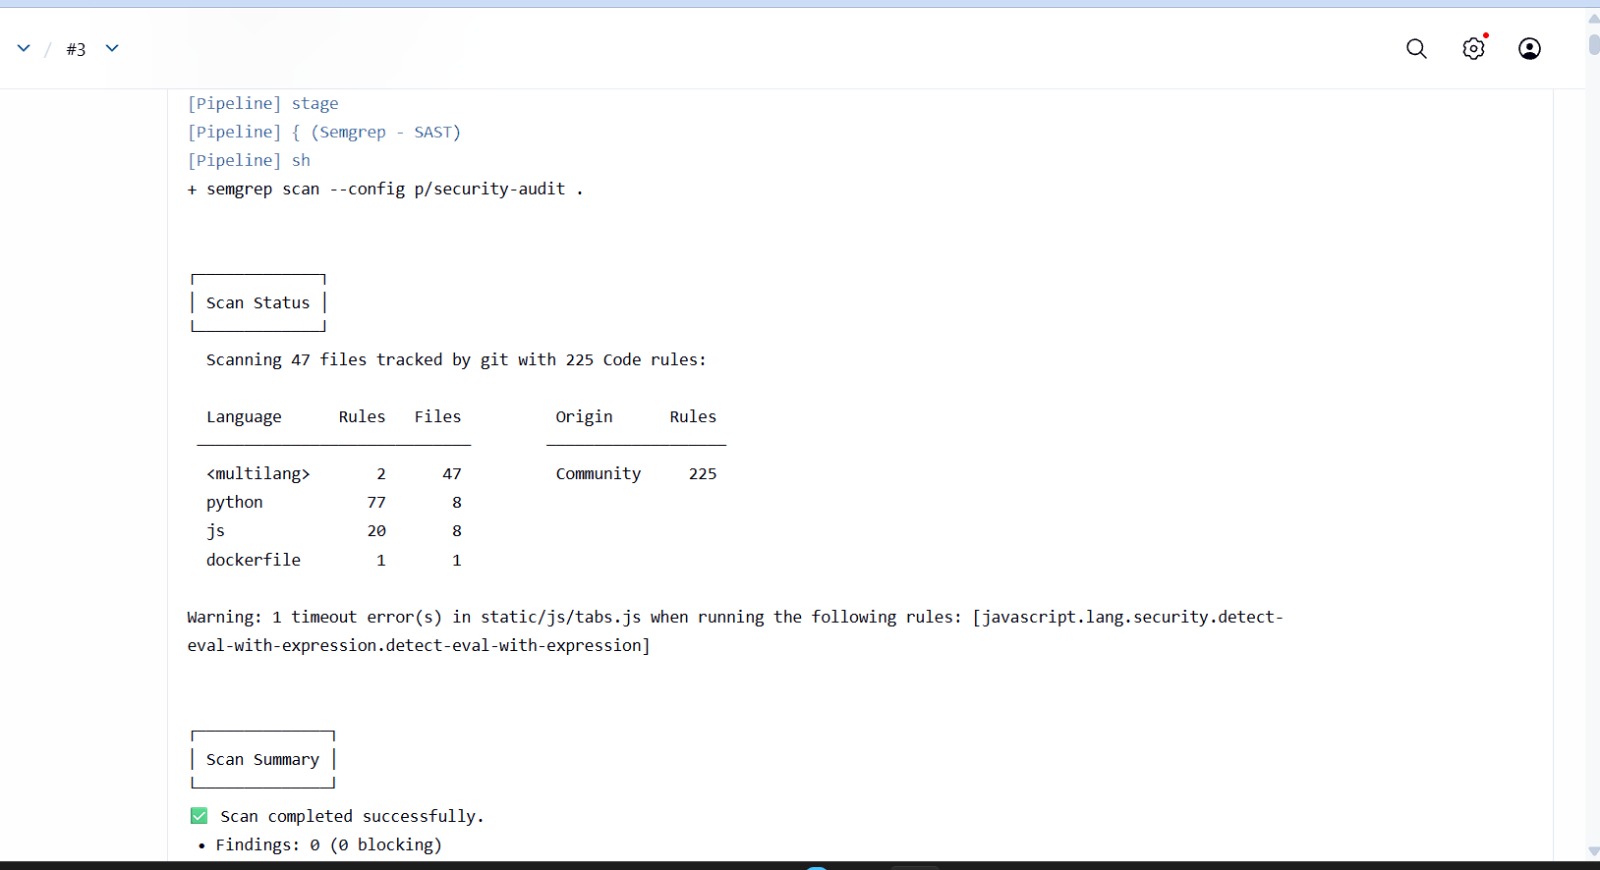 / #3
[Pipeline] stage
[Pipeline] { (Semgrep - SAST)
[Pipeline] sh
+ semgrep scan --config p/security-audit .
Scan Status
Scanning 47 files tracked by git with 225 Code rules:
Language Rules Files Origin Rules
<multilang> 2 47 Community 225
python 77 8
js 20 8
dockerfile 1 1
Warning: 1 timeout error(s) in static/js/tabs.js when running the following rules: [javascript.lang.security.detect-
eval-with-expression.detect-eval-with-expression]
Scan Summary
✅ Scan completed successfully.
• Findings: 0 (0 blocking)